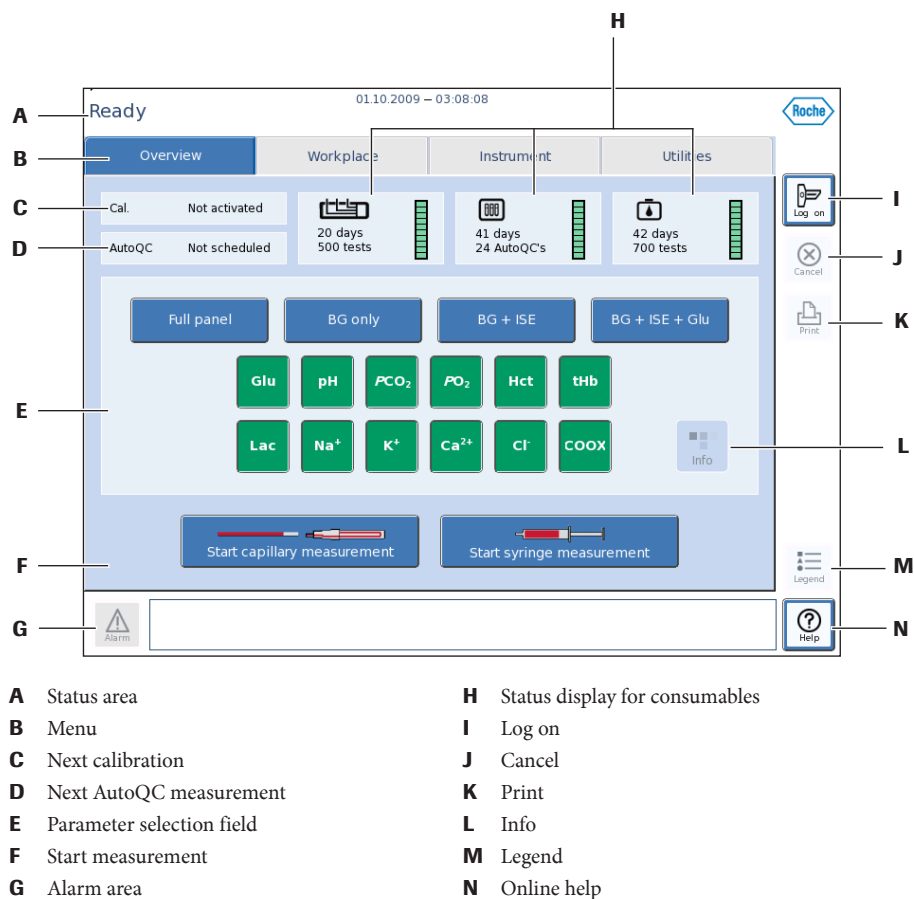 H
A
Ready
01.10.2009 – 03:08:08
Roche
B
Overview
Workplace
Instrument
Utilities
C
Cal.
Not activated
20 days
500 tests
41 days
24 AutoQC's
42 days
700 tests
Log on
I
D
AutoQC
Not scheduled
Cancel
J
Full panel
BG only
BG + ISE
BG + ISE + Glu
Print
K
E
Glu
pH
PCO₂
PO₂
Hct
tHb
Lac
Na⁺
K⁺
Ca²⁺
Cl⁻
COOX
Info
L
F
Start capillary measurement
Start syringe measurement
Legend
M
G
Alarm
Help
N
A Status area
B Menu
C Next calibration
D Next AutoQC measurement
E Parameter selection field
F Start measurement
G Alarm area
H Status display for consumables
I Log on
J Cancel
K Print
L Info
M Legend
N Online help